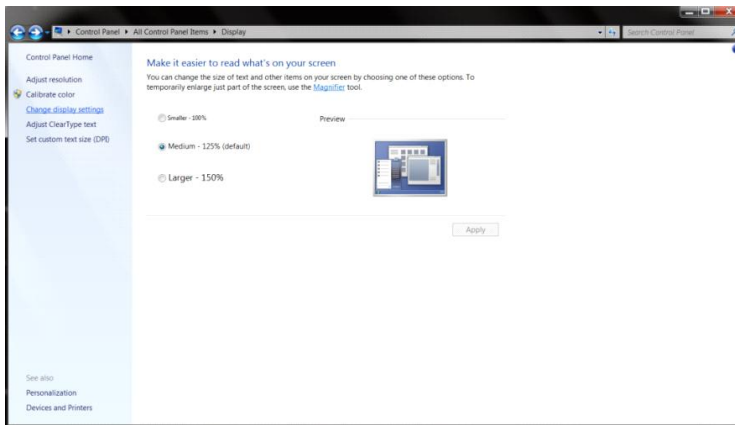 Control Panel ▸ All Control Panel Items ▸ Display
Search Control Panel
Control Panel Home
Adjust resolution
Calibrate color
Change display settings
Adjust ClearType text
Set custom text size (DPI)
Make it easier to read what's on your screen
You can change the size of text and other items on your screen by choosing one of these options. To
temporarily enlarge just part of the screen, use the Magnifier tool.
Smaller - 100%
Preview
Medium - 125% (default)
Larger - 150%
Apply
See also
Personalization
Devices and Printers